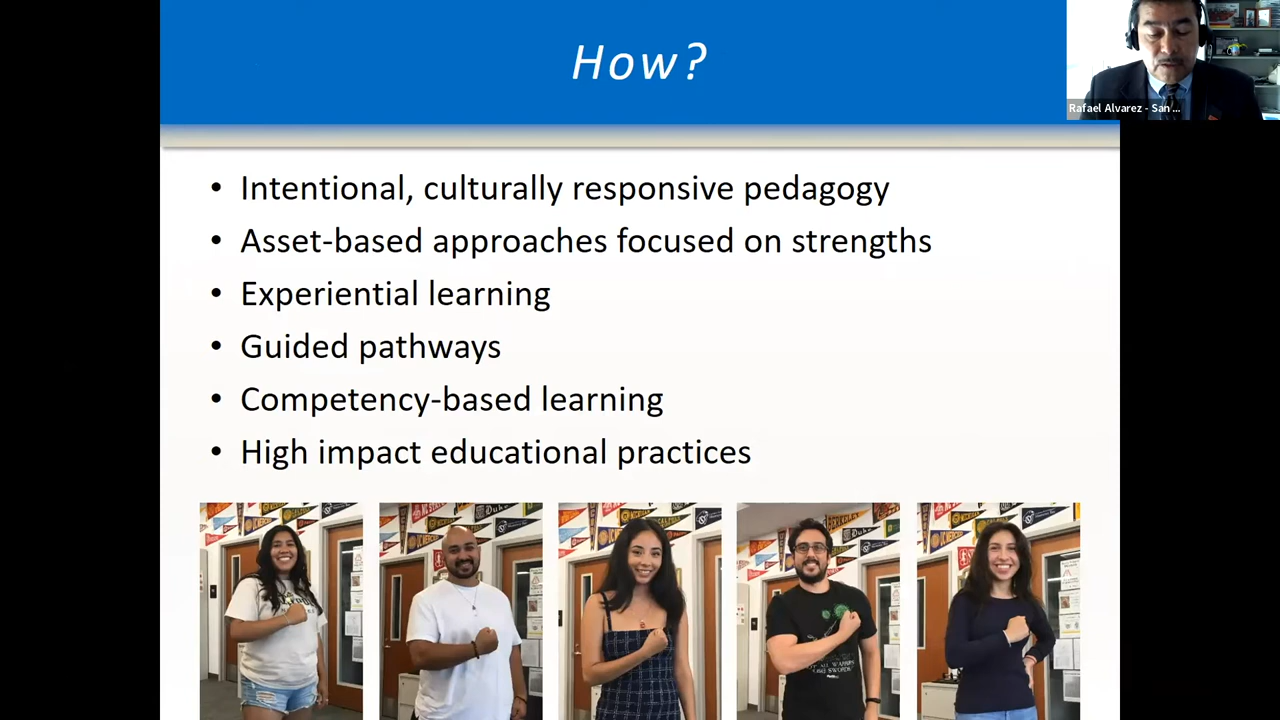 How?
Rafael Alvarez - San ...
• Intentional, culturally responsive pedagogy
• Asset-based approaches focused on strengths
• Experiential learning
• Guided pathways
• Competency-based learning
• High impact educational practices
Duke